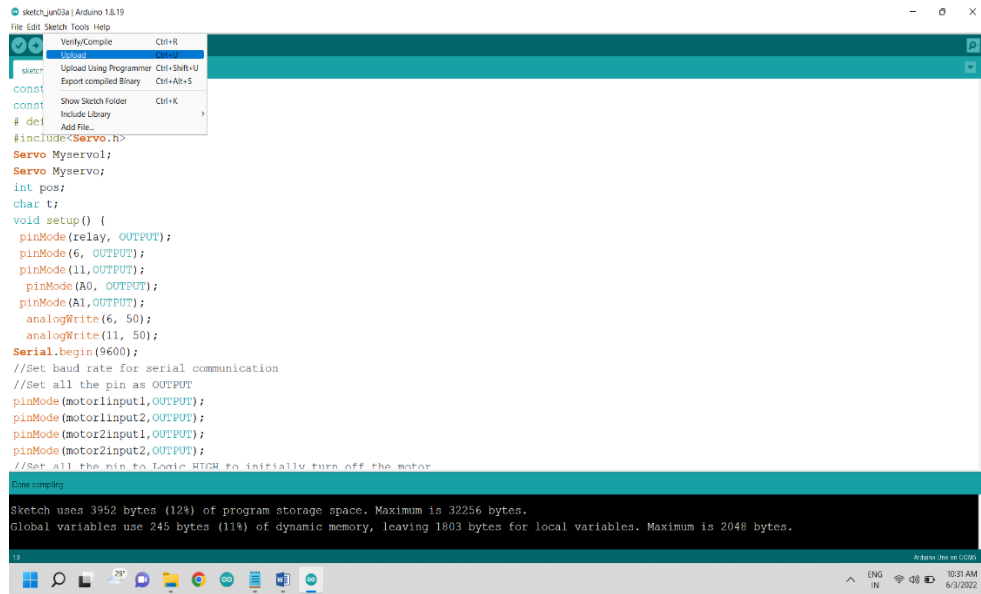 sketch_jun03a | Arduino 1.8.19
File Edit Sketch Tools Help
Verify/Compile Ctrl+R
Upload Ctrl+U
Upload Using Programmer Ctrl+Shift+U
Export compiled Binary Ctrl+Alt+S
Show Sketch Folder Ctrl+K
Include Library
Add File...
sketch
const
const
# def
#include<Servo.h>
Servo Myservo1;
Servo Myservo;
int pos;
char t;
void setup() {
pinMode(relay, OUTPUT);
pinMode(6, OUTPUT);
pinMode(11,OUTPUT);
pinMode(A0, OUTPUT);
pinMode(A1,OUTPUT);
analogWrite(6, 50);
analogWrite(11, 50);
Serial.begin(9600);
//Set baud rate for serial communication
//Set all the pin as OUTPUT
pinMode(motor1input1,OUTPUT);
pinMode(motor1input2,OUTPUT);
pinMode(motor2input1,OUTPUT);
pinMode(motor2input2,OUTPUT);
//Set all the pin to Logic HIGH to initially turn off the motor
Done compiling.
Sketch uses 3952 bytes (12%) of program storage space. Maximum is 32256 bytes.
Global variables use 245 bytes (11%) of dynamic memory, leaving 1803 bytes for local variables. Maximum is 2048 bytes.
19 Arduino Uno on COM5
29° ENG 10:31 AM
IN 6/3/2022